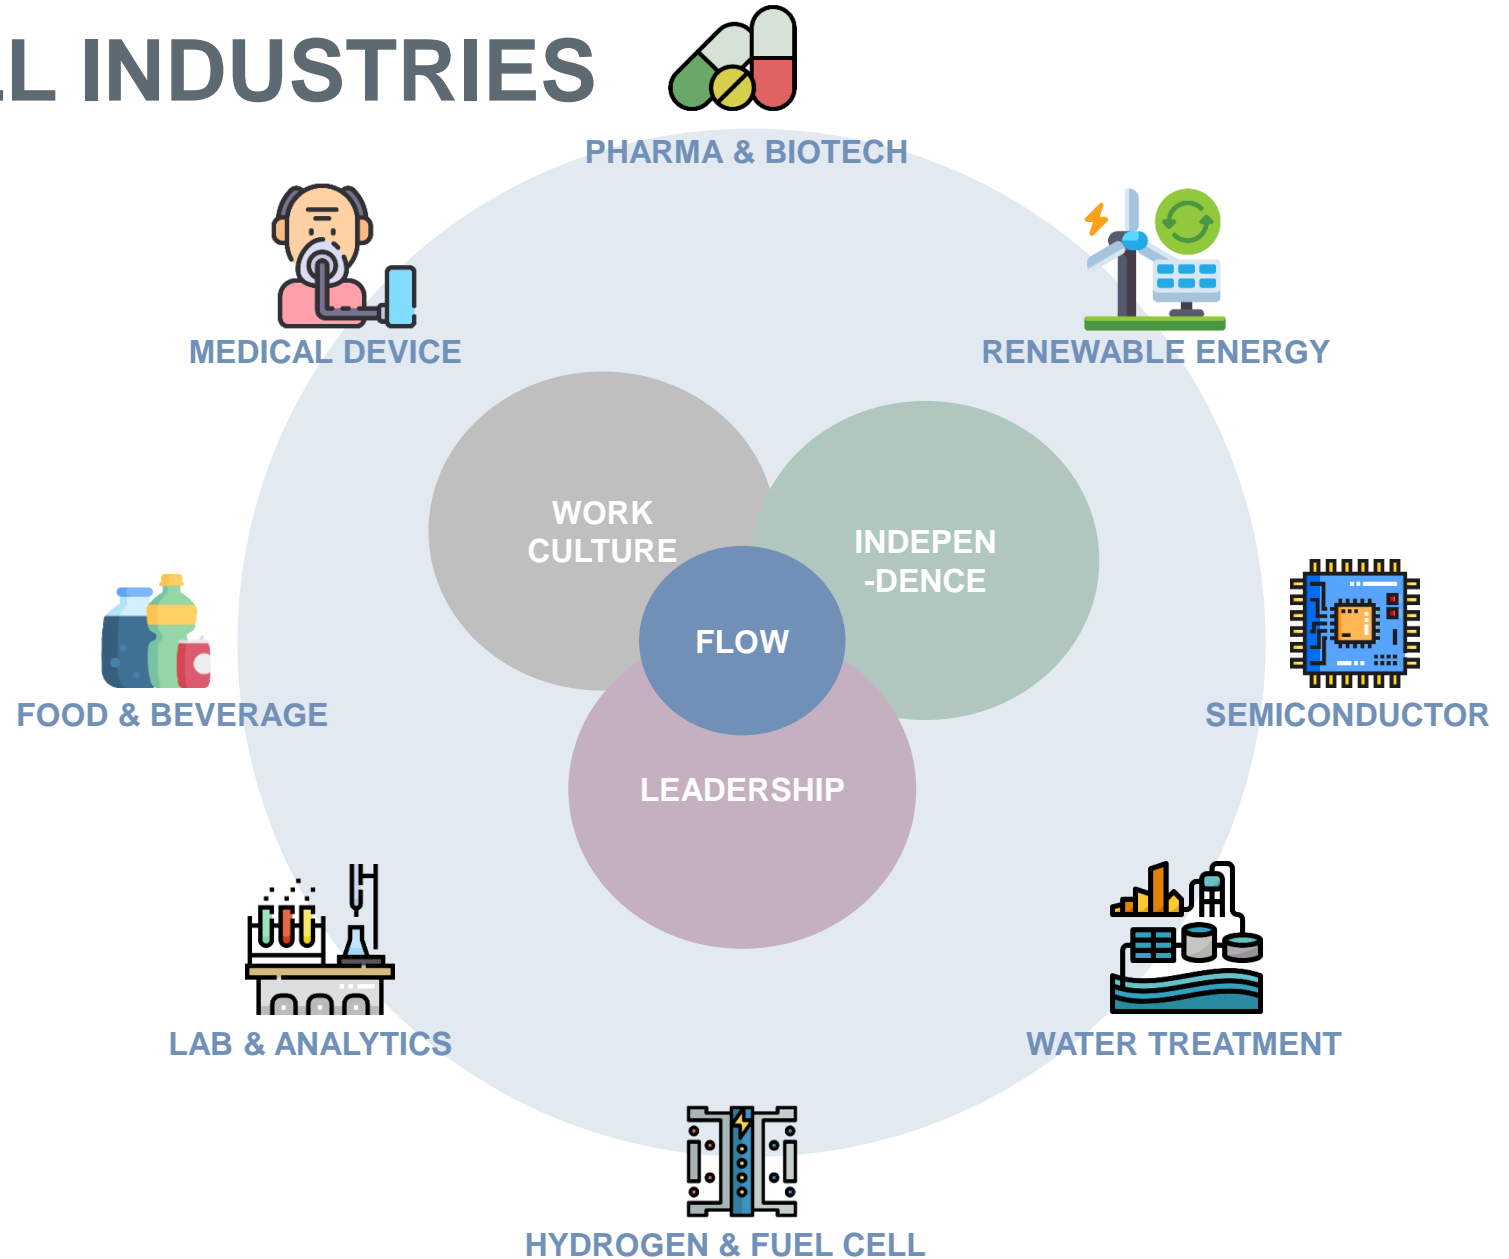 L INDUSTRIES
PHARMA & BIOTECH
MEDICAL DEVICE
RENEWABLE ENERGY
WORK
CULTURE
INDEPEN
-DENCE
FLOW
LEADERSHIP
FOOD & BEVERAGE
SEMICONDUCTOR
LAB & ANALYTICS
WATER TREATMENT
HYDROGEN & FUEL CELL